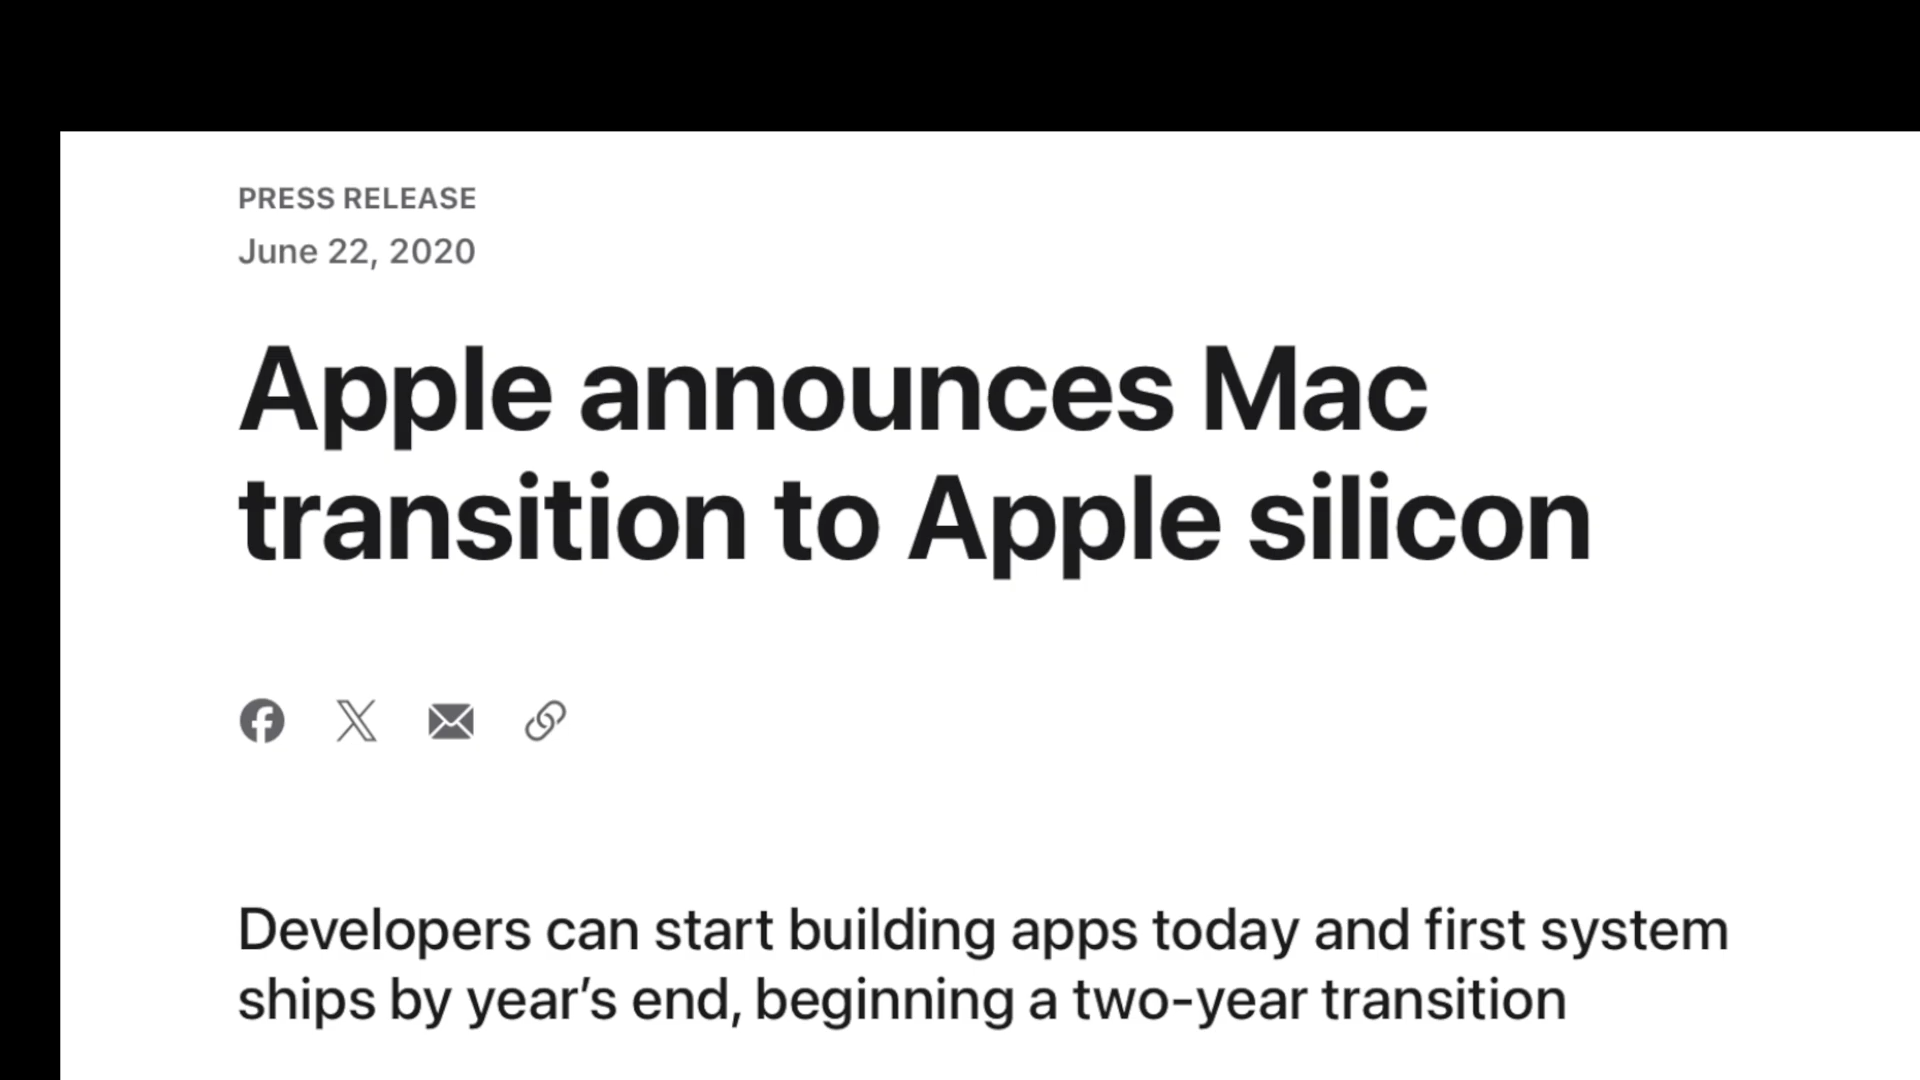 PRESS RELEASE
June 22, 2020
Apple announces Mac
transition to Apple silicon
Developers can start building apps today and first system
ships by year’s end, beginning a two-year transition